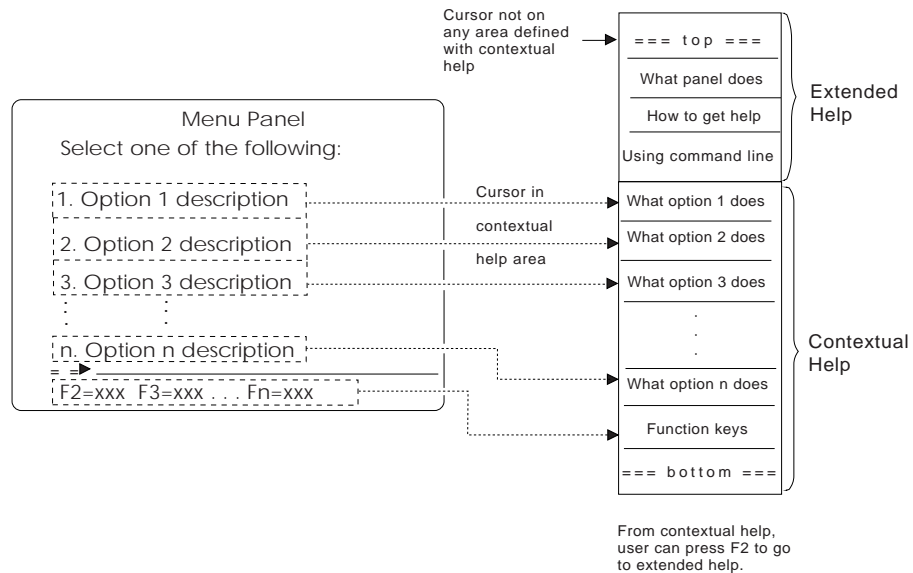 Cursor not on
any area defined
with contextual
help
=== top ===
What panel does
How to get help
Using command line
Extended
Help
Menu Panel
Select one of the following:
1. Option 1 description
2. Option 2 description
3. Option 3 description
. .
. .
. .
n. Option n description
= =
F2=xxx F3=xxx . . . Fn=xxx
Cursor in
contextual
help area
What option 1 does
What option 2 does
What option 3 does
.
.
.
What option n does
Function keys
=== bottom ===
Contextual
Help
From contextual help,
user can press F2 to go
to extended help.